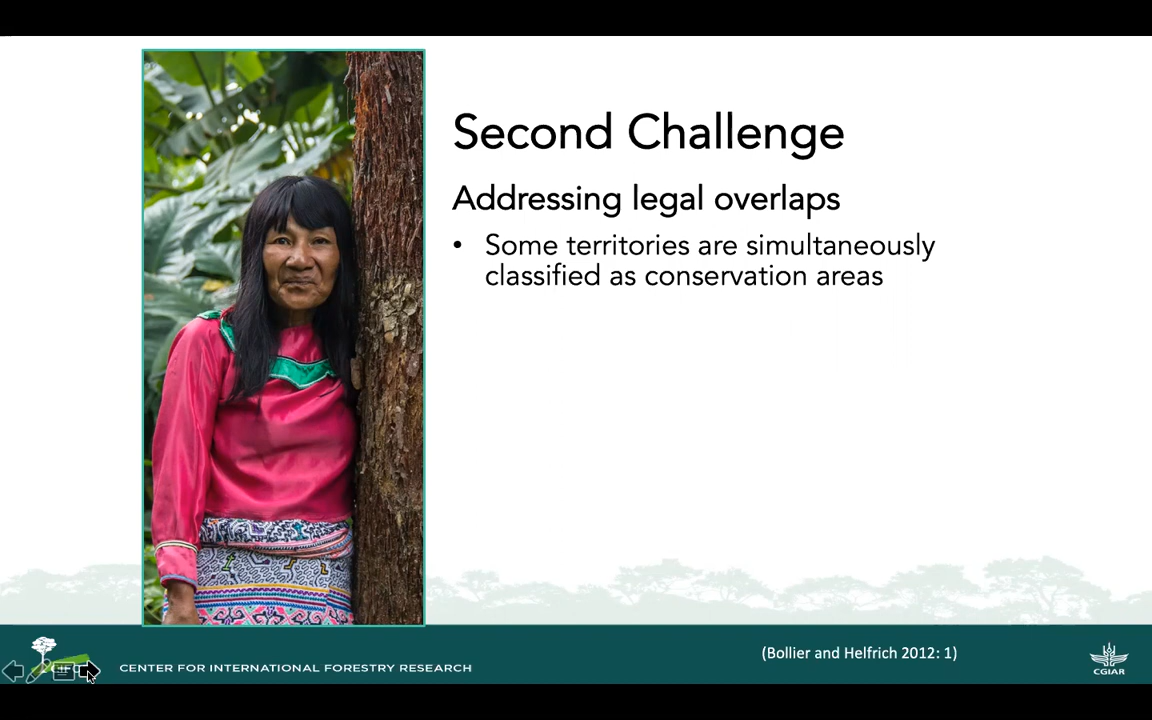 Second Challenge
Addressing legal overlaps
• Some territories are simultaneously
classified as conservation areas
(Bollier and Helfrich 2012: 1)
CENTER FOR INTERNATIONAL FORESTRY RESEARCH
CGIAR